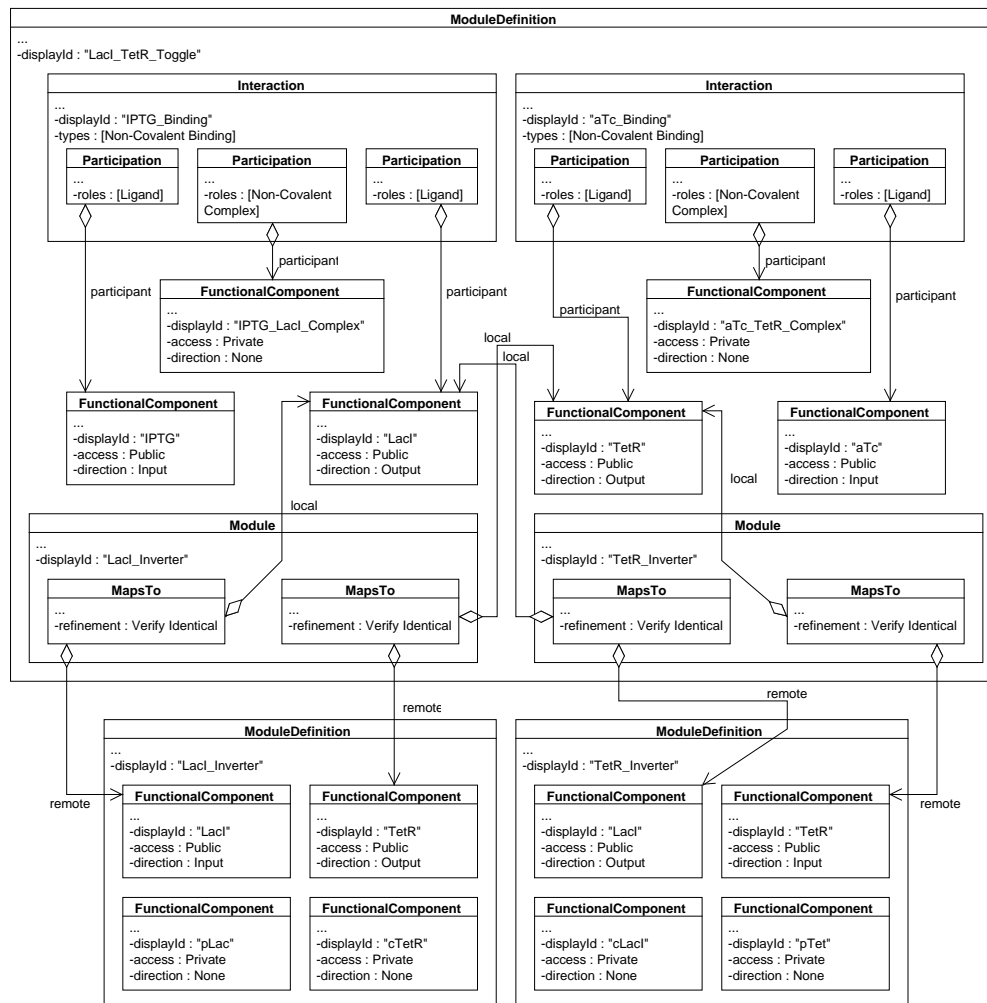 ModuleDefinition
...
-displayId : "LacI_TetR_Toggle"
Interaction
...
-displayId : "IPTG_Binding"
-types : [Non-Covalent Binding]
Participation
...
-roles : [Ligand]
Participation
...
-roles : [Non-Covalent
Complex]
Participation
...
-roles : [Ligand]
Interaction
...
-displayId : "aTc_Binding"
-types : [Non-Covalent Binding]
Participation
...
-roles : [Ligand]
Participation
...
-roles : [Non-Covalent
Complex]
Participation
...
-roles : [Ligand]
participant
participant
participant
participant
participant
participant
FunctionalComponent
...
-displayId : "IPTG_LacI_Complex"
-access : Private
-direction : None
FunctionalComponent
...
-displayId : "aTc_TetR_Complex"
-access : Private
-direction : None
local
local
FunctionalComponent
...
-displayId : "IPTG"
-access : Public
-direction : Input
FunctionalComponent
...
-displayId : "LacI"
-access : Public
-direction : Output
FunctionalComponent
...
-displayId : "TetR"
-access : Public
-direction : Output
FunctionalComponent
...
-displayId : "aTc"
-access : Public
-direction : Input
local
local
Module
...
-displayId : "LacI_Inverter"
MapsTo
...
-refinement : Verify Identical
MapsTo
...
-refinement : Verify Identical
Module
...
-displayId : "TetR_Inverter"
MapsTo
...
-refinement : Verify Identical
MapsTo
...
-refinement : Verify Identical
remote
remote
remote
remote
ModuleDefinition
...
-displayId : "LacI_Inverter"
FunctionalComponent
...
-displayId : "LacI"
-access : Public
-direction : Input
FunctionalComponent
...
-displayId : "TetR"
-access : Public
-direction : Output
FunctionalComponent
...
-displayId : "pLac"
-access : Private
-direction : None
FunctionalComponent
...
-displayId : "cTetR"
-access : Private
-direction : None
ModuleDefinition
...
-displayId : "TetR_Inverter"
FunctionalComponent
...
-displayId : "LacI"
-access : Public
-direction : Output
FunctionalComponent
...
-displayId : "TetR"
-access : Public
-direction : Input
FunctionalComponent
...
-displayId : "cLacI"
-access : Private
-direction : None
FunctionalComponent
...
-displayId : "pTet"
-access : Private
-direction : None